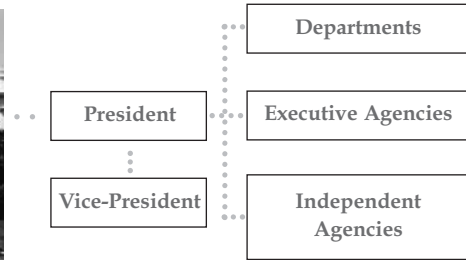 Departments
President
Executive Agencies
Vice-President
Independent
Agencies